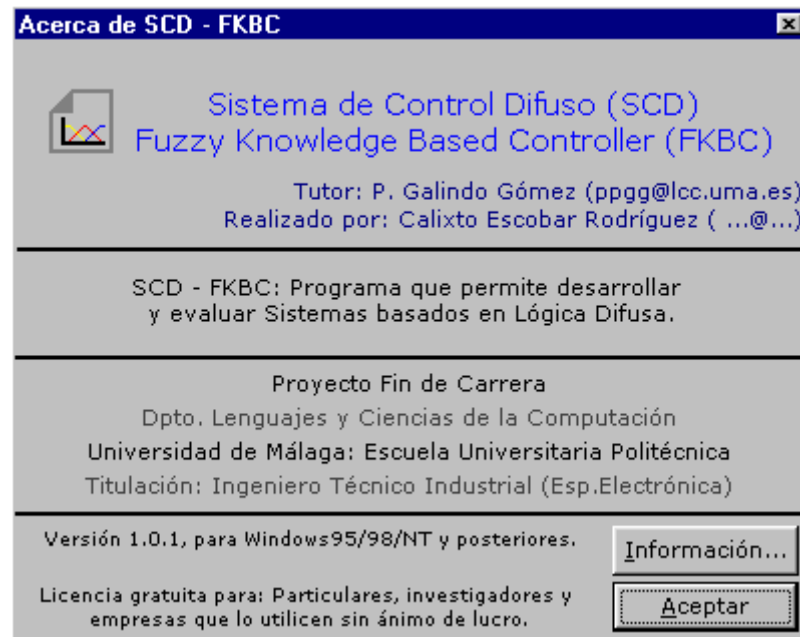 Acerca de SCD - FKBC
Sistema de Control Difuso (SCD)
Fuzzy Knowledge Based Controller (FKBC)
Tutor: P. Galindo Gómez (ppgg@lcc.uma.es)
Realizado por: Calixto Escobar Rodríguez ( ...@...)
SCD - FKBC: Programa que permite desarrollar
y evaluar Sistemas basados en Lógica Difusa.
Proyecto Fin de Carrera
Dpto. Lenguajes y Ciencias de la Computación
Universidad de Málaga: Escuela Universitaria Politécnica
Titulación: Ingeniero Técnico Industrial (Esp.Electrónica)
Versión 1.0.1, para Windows95/98/NT y posteriores.
Información...
Licencia gratuita para: Particulares, investigadores y
empresas que lo utilicen sin ánimo de lucro.
Aceptar